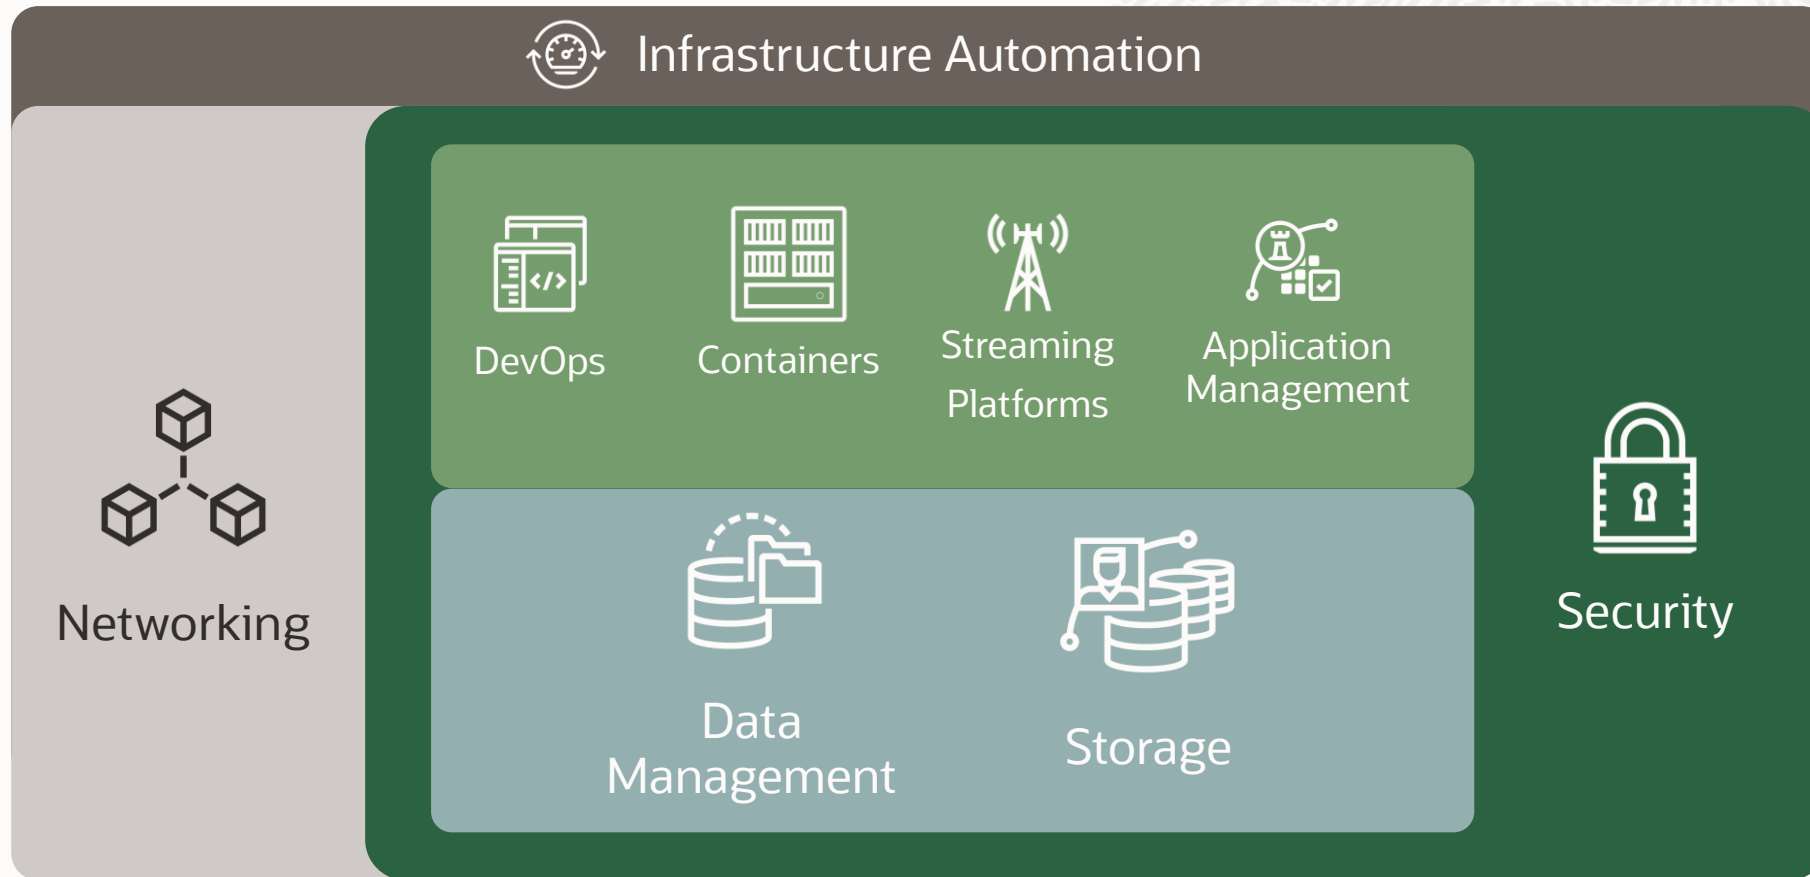 Infrastructure Automation
DevOps
Containers
Streaming
Platforms
Application
Management
Networking
Security
Data
Management
Storage